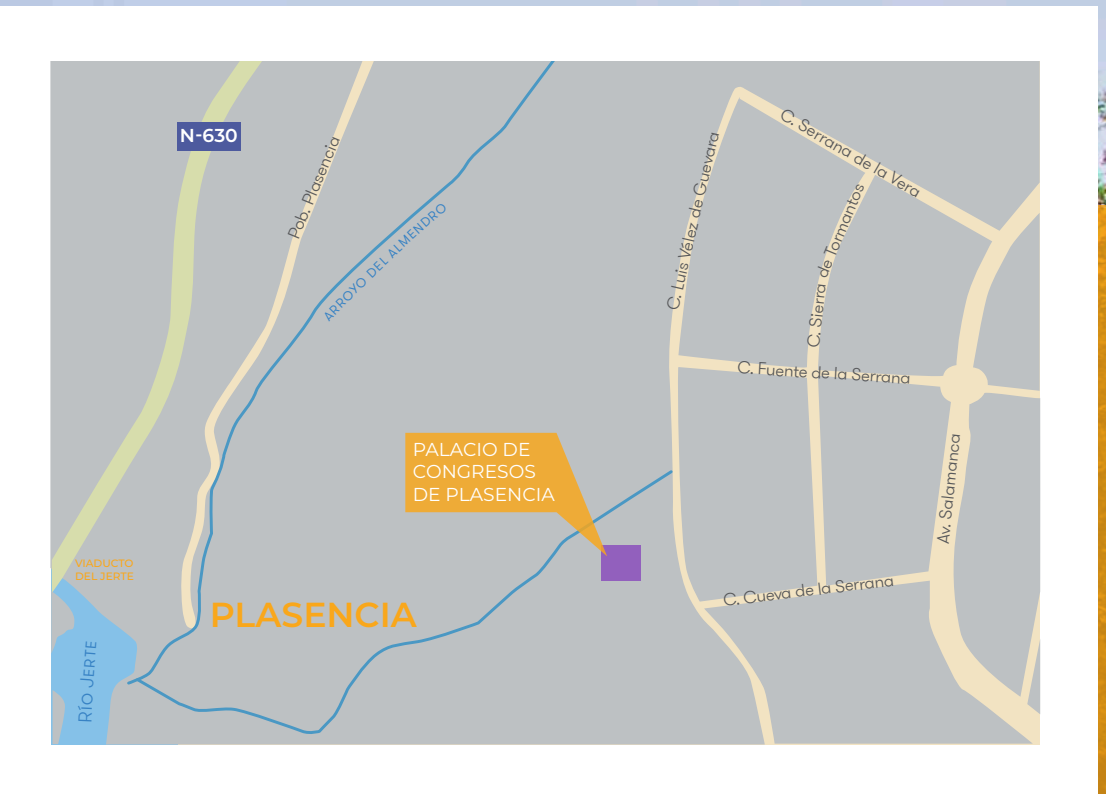 C. Serrana de la Vera
N-630
Pob. Plasencia
C. Luis Vélez de Guevara
C. Sierra de Tormantos
ARROYO DEL ALMENDRO
C. Fuente de la Serrana
PALACIO DE
CONGRESOS
DE PLASENCIA
Av. Salamanca
VIADUCTO
DEL JERTE
C. Cueva de la Serrana
PLASENCIA
RÍO JERTE